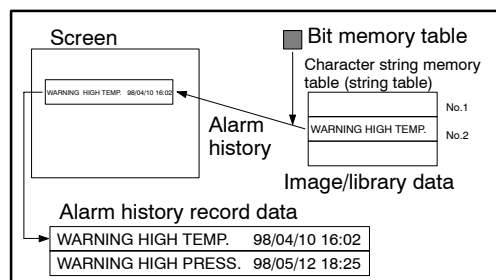 Screen
Bit memory table
Character string memory
table (string table)
WARNING HIGH TEMP. 98/04/10 16:02
No.1
WARNING HIGH TEMP.
No.2
Alarm
history
Image/library data
Alarm history record data
WARNING HIGH TEMP. 98/04/10 16:02
WARNING HIGH PRESS. 98/05/12 18:25